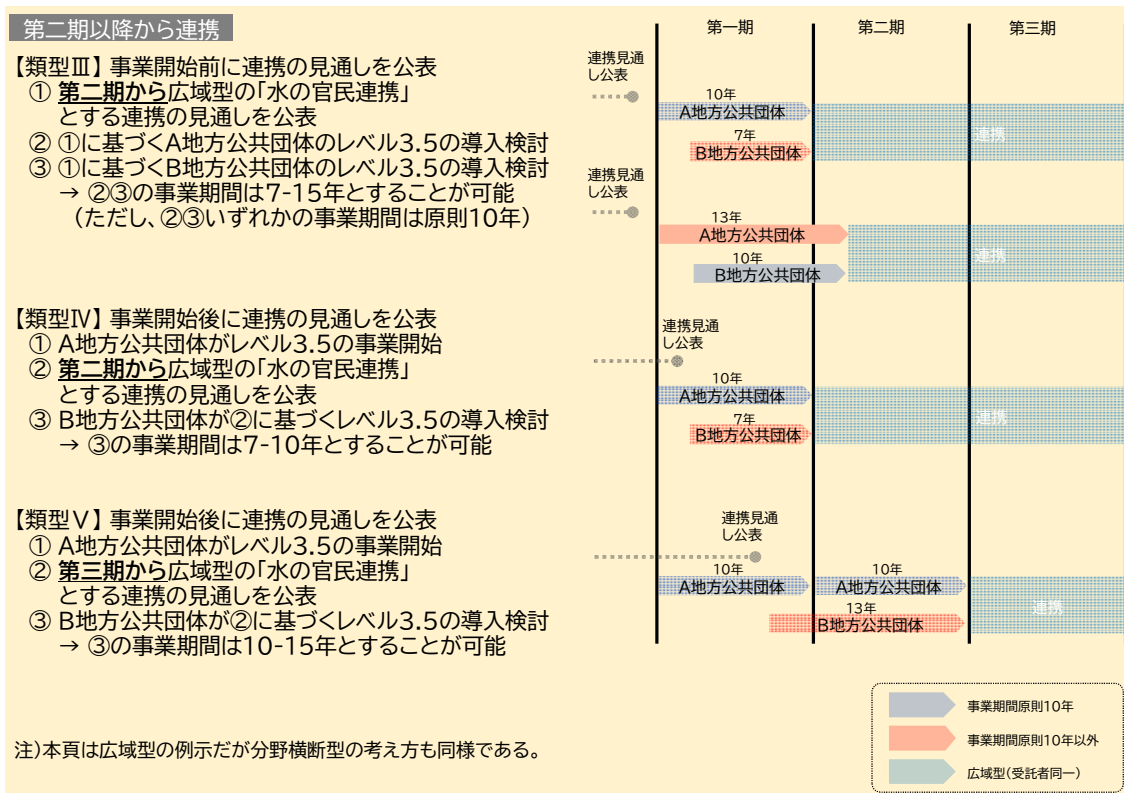 第二期以降から連携
第一期
第二期
第三期
【類型Ⅲ】 事業開始前に連携の見通しを公表
① 第二期から広域型の「水の官民連携」
とする連携の見通しを公表
② ①に基づくA地方公共団体のレベル3.5の導入検討
③ ①に基づくB地方公共団体のレベル3.5の導入検討
→ ②③の事業期間は7-15年とすることが可能
（ただし、②③いずれかの事業期間は原則10年）
連携見通
し公表
10年
A地方公共団体
7年
B地方公共団体
連携
連携見通
し公表
13年
A地方公共団体
10年
B地方公共団体
連携
【類型Ⅳ】 事業開始後に連携の見通しを公表
① A地方公共団体がレベル3.5の事業開始
② 第二期から広域型の「水の官民連携」
とする連携の見通しを公表
③ B地方公共団体が②に基づくレベル3.5の導入検討
→ ③の事業期間は7-10年とすることが可能
連携見通
し公表
10年
A地方公共団体
7年
B地方公共団体
連携
【類型Ⅴ】 事業開始後に連携の見通しを公表
① A地方公共団体がレベル3.5の事業開始
② 第三期から広域型の「水の官民連携」
とする連携の見通しを公表
③ B地方公共団体が②に基づくレベル3.5の導入検討
→ ③の事業期間は10-15年とすることが可能
連携見通
し公表
10年
A地方公共団体
10年
A地方公共団体
13年
B地方公共団体
連携
事業期間原則10年
事業期間原則10年以外
広域型(受託者同一)
注)本頁は広域型の例示だが分野横断型の考え方も同様である。